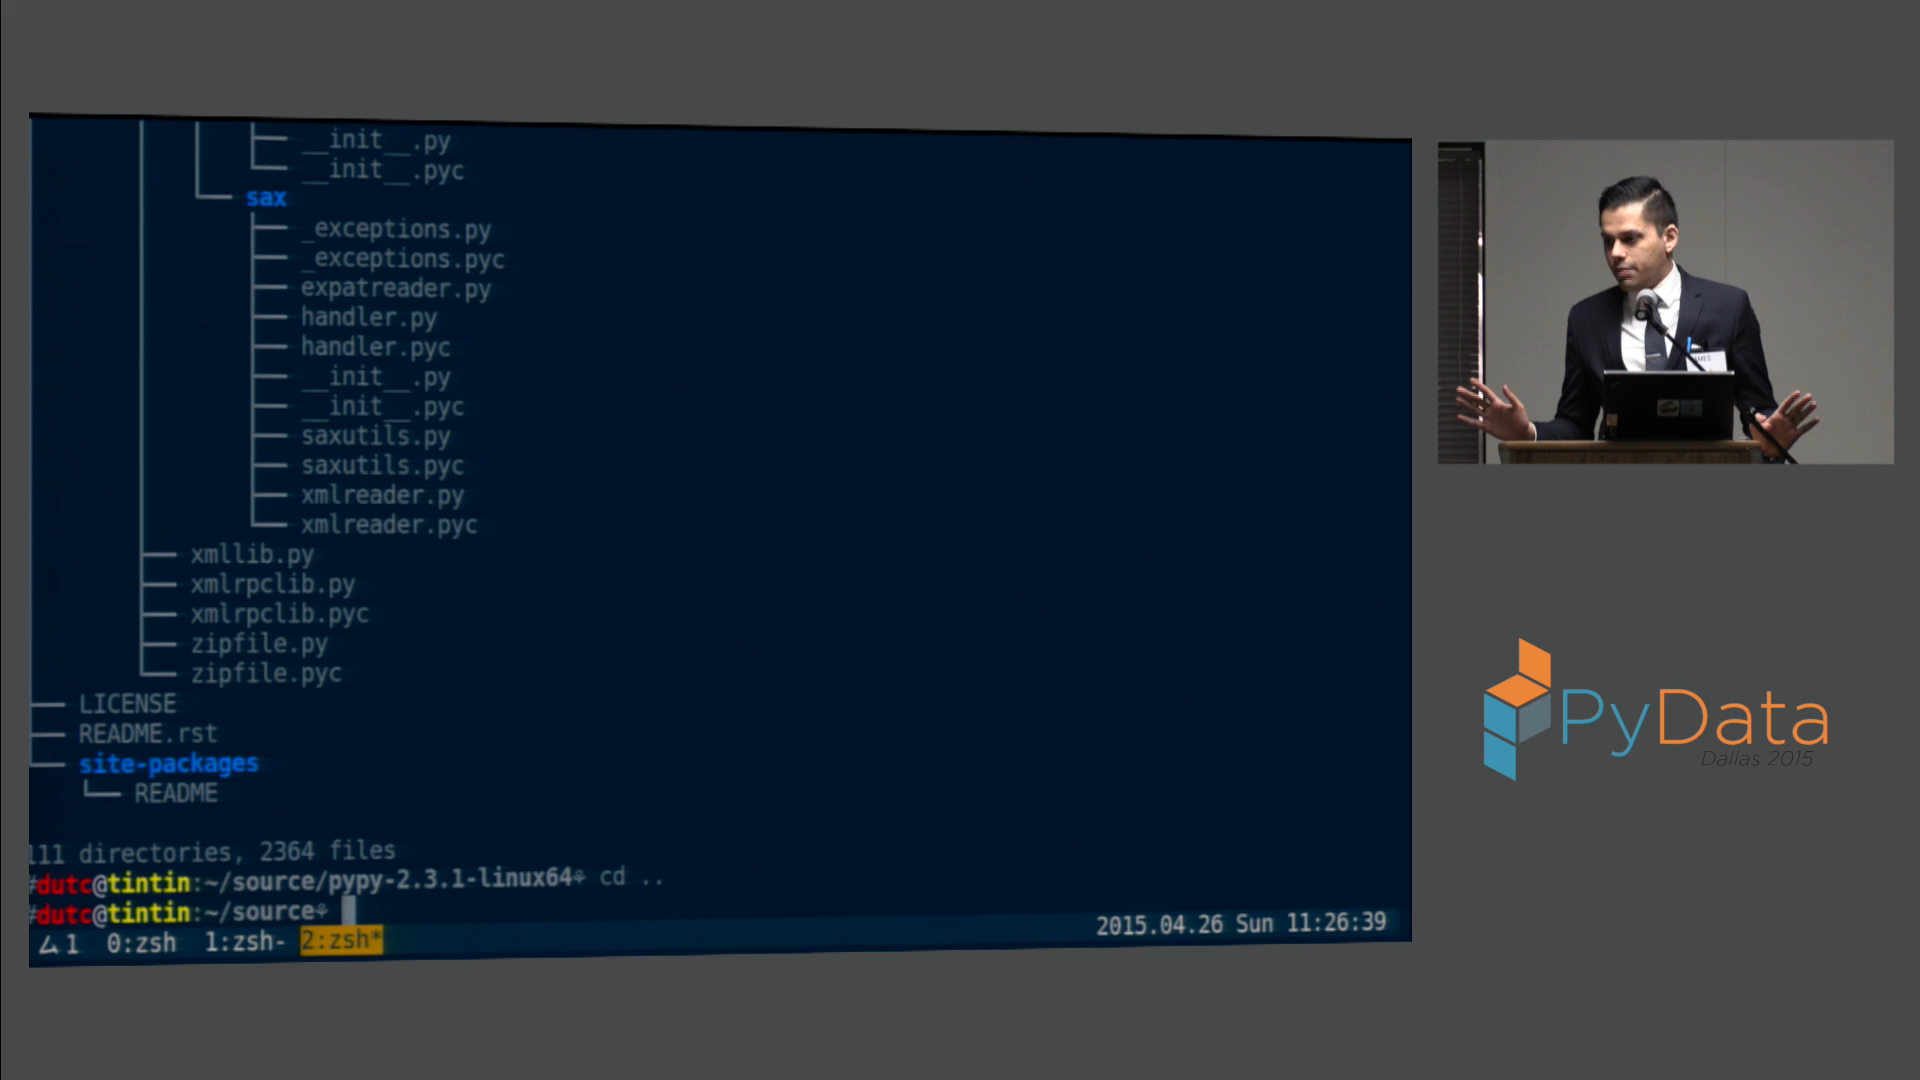 __init__.py
__init__.pyc
sax
_exceptions.py
_exceptions.pyc
expatreader.py
handler.py
handler.pyc
__init__.py
__init__.pyc
saxutils.py
saxutils.pyc
xmlreader.py
xmlreader.pyc
xmllib.py
xmlrpclib.py
xmlrpclib.pyc
zipfile.py
zipfile.pyc
LICENSE
README.rst
site-packages
README
111 directories, 2364 files
#dutc@tintin:~/source/pypy-2.3.1-linux64 cd ..
#dutc@tintin:~/source
1 0:zsh 1:zsh- 2:zsh* 2015.04.26 Sun 11:26:39
PyData
Dallas 2015